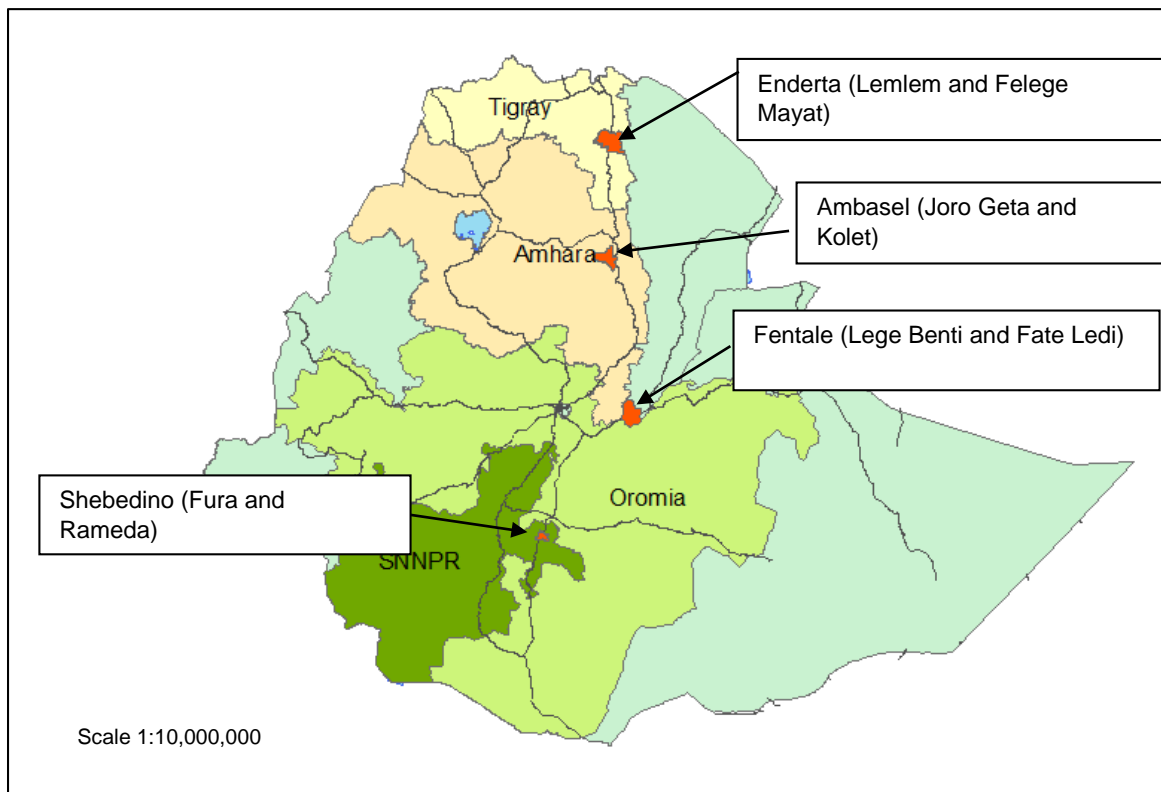 Enderta (Lemlem and Felege
Mayat)
Tigray
Ambasel (Joro Geta and
Kolet)
Amhara
Fentale (Lege Benti and Fate Ledi)
Shebedino (Fura and
Rameda)
Oromia
SNNPR
Scale 1:10,000,000